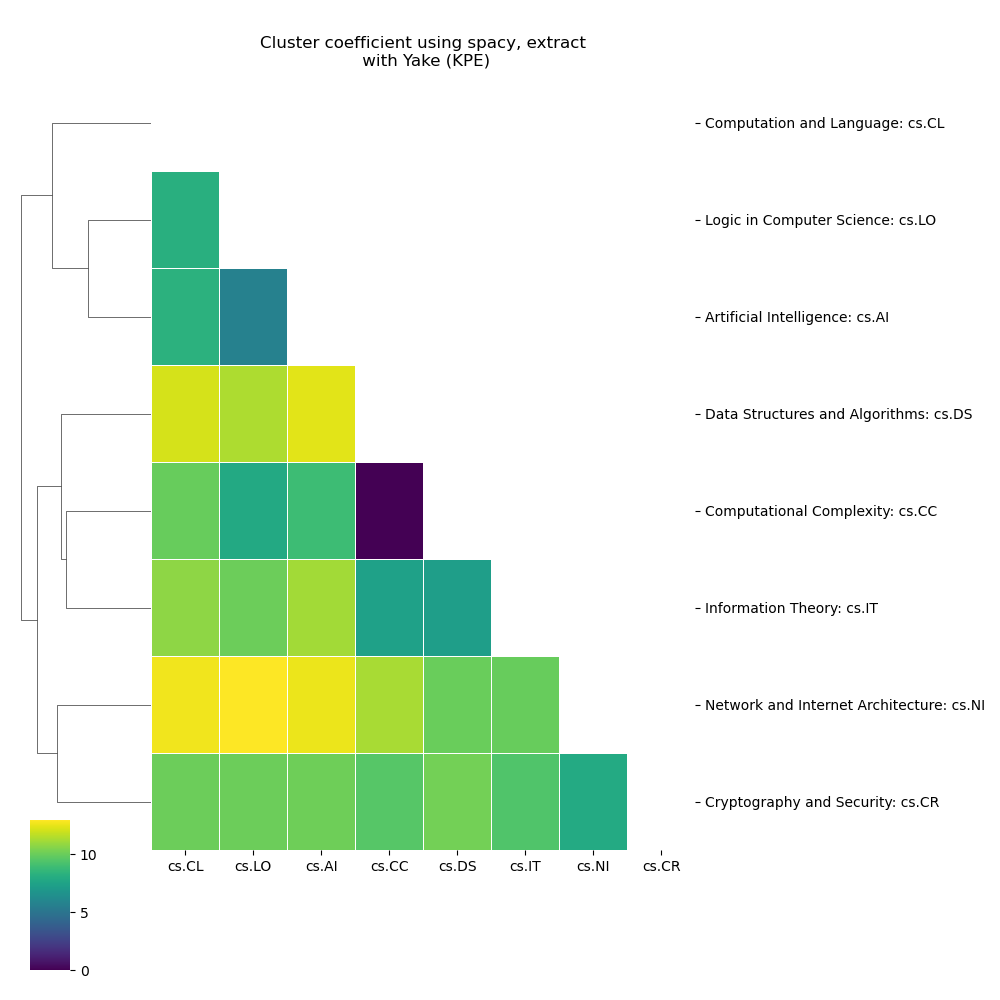 Cluster coefficient using spacy, extract
with Yake (KPE)
Computation and Language: cs.CL
Logic in Computer Science: cs.LO
Artificial Intelligence: cs.AI
Data Structures and Algorithms: cs.DS
Computational Complexity: cs.CC
Information Theory: cs.IT
Network and Internet Architecture: cs.NI
Cryptography and Security: cs.CR
10
5
0
cs.CL cs.LO cs.AI cs.CC cs.DS cs.IT cs.NI cs.CR